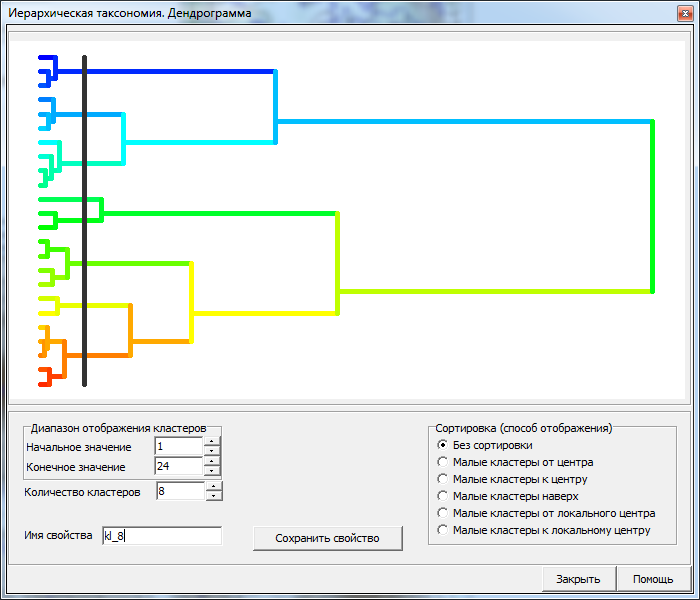 Иерархическая таксономия. Дендрограмма
Диапазон отображения кластеров
Начальное значение 1
Конечное значение 24
Количество кластеров 8
Имя свойства kl_8
Сохранить свойство
Сортировка (способ отображения)
Без сортировки
Малые кластеры от центра
Малые кластеры к центру
Малые кластеры наверх
Малые кластеры от локального центра
Малые кластеры к локальному центру
Закрыть Помощь